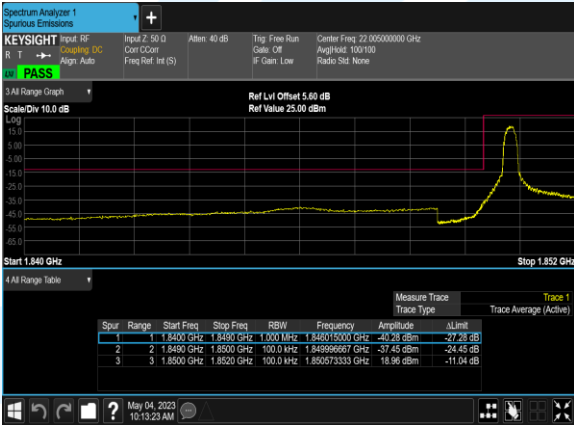 Spectrum Analyzer 1
Spurious Emissions
+
KEYSIGHT Input: RF Input Z: 50 Ω Atten: 40 dB Trig: Free Run Center Freq: 22.005000000 GHz
R T Coupling: DC Corr CCorr Gate: Off Avg|Hold: 100/100
Align: Auto Freq Ref: Int (S) IF Gain: Low Radio Std: None
PASS
3 All Range Graph
Ref Lvl Offset 5.60 dB
Scale/Div 10.0 dB Ref Value 25.00 dBm
Log
15.0
5.00
-5.00
-15.0
-25.0
-35.0
-45.0
-55.0
-65.0
Start 1.840 GHz Stop 1.852 GHz
4 All Range Table
Measure Trace Trace 1
Trace Type Trace Average (Active)
Spur Range Start Freq Stop Freq RBW Frequency Amplitude ΔLimit
1 1 1.8400 GHz 1.8490 GHz 1.000 MHz 1.846015000 GHz -40.28 dBm -27.28 dB
2 2 1.8490 GHz 1.8500 GHz 100.0 kHz 1.849996667 GHz -37.45 dBm -24.45 dB
3 3 1.8500 GHz 1.8520 GHz 100.0 kHz 1.850573333 GHz 18.96 dBm -11.04 dB
? May 04, 2023
10:13:23 AM